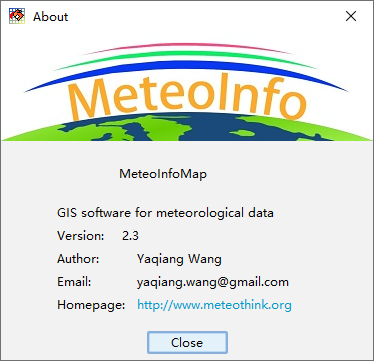 About
MeteoInfo
MeteoInfoMap
GIS software for meteorological data
Version: 2.3
Author: Yaqiang Wang
Email: yaqiang.wang@gmail.com
Homepage: http://www.meteothink.org
Close